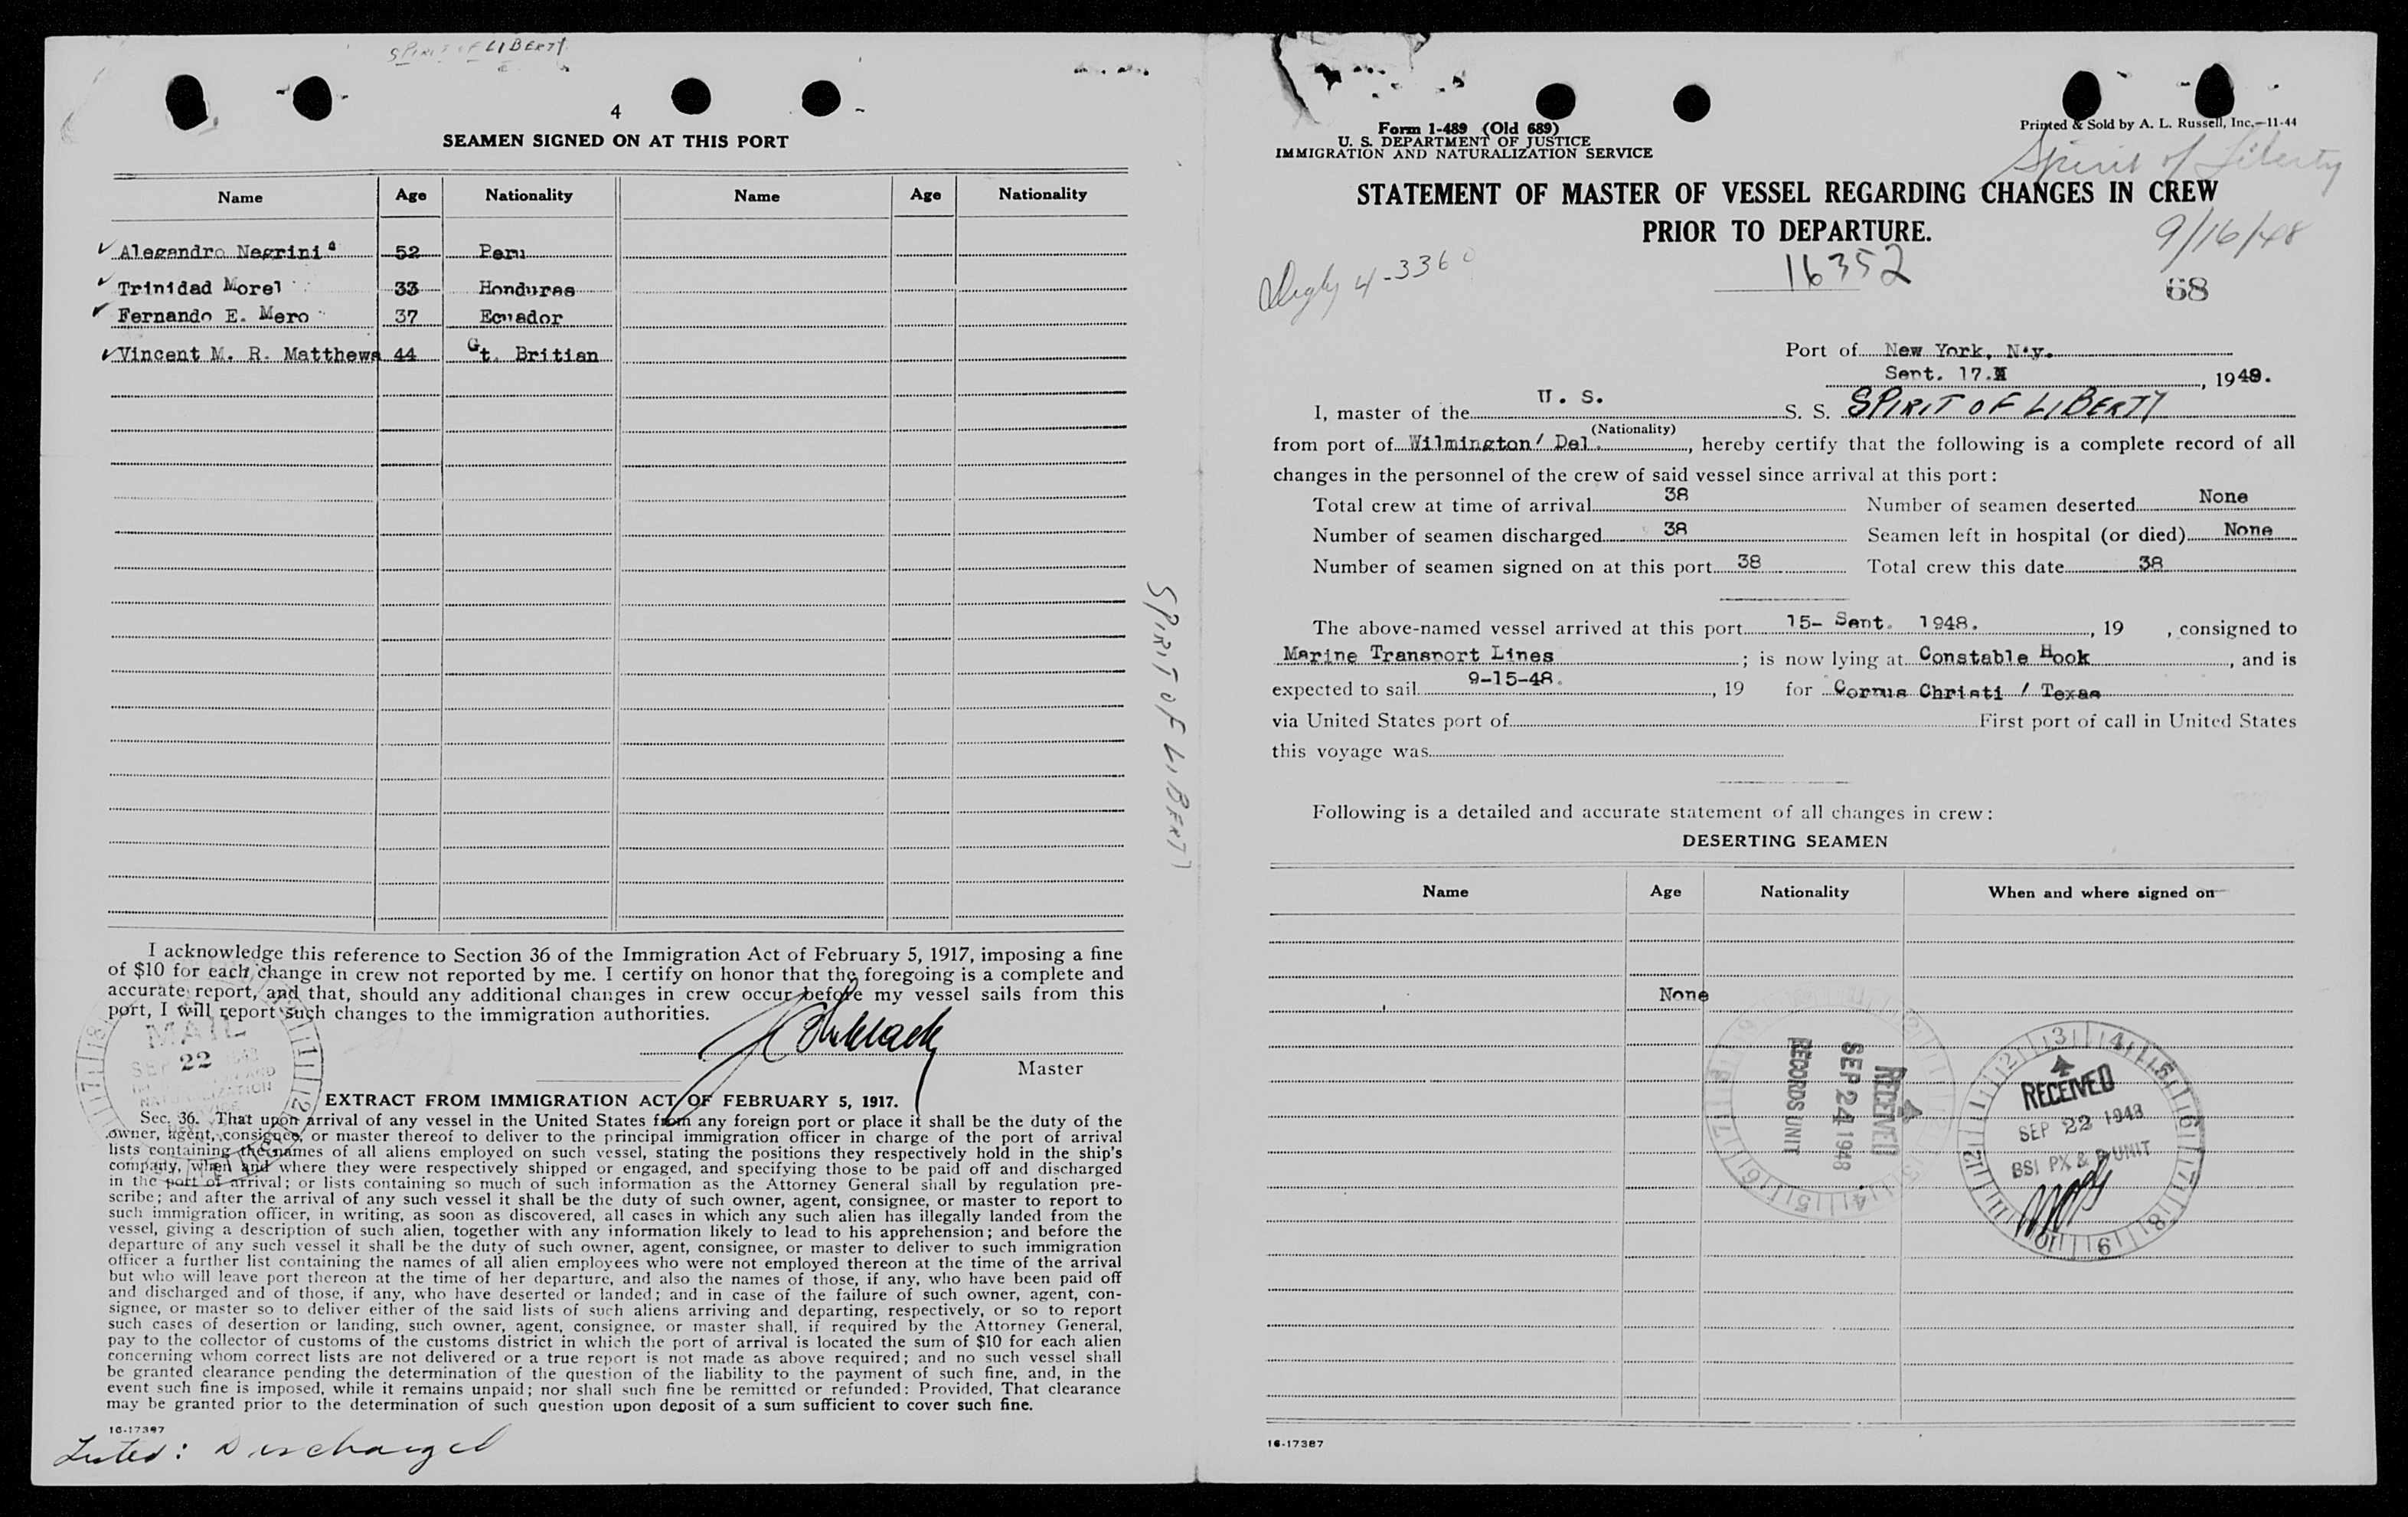 SPIRIT OF LIBERTY
4
SEAMEN SIGNED ON AT THIS PORT
Name Age Nationality Name Age Nationality
Alegandro Negrini 52 Peru
Trinidad Morel 33 Honduras
Fernando E. Mero 37 Ecuador
Vincent M. R. Matthews 44 Gt. Britian
I acknowledge this reference to Section 36 of the Immigration Act of February 5, 1917, imposing a fine
of $10 for each change in crew not reported by me. I certify on honor that the foregoing is a complete and
accurate report, and that, should any additional changes in crew occur before my vessel sails from this
port, I will report such changes to the immigration authorities.
Master
MAIL
SEP 22
NATURALIZATION
EXTRACT FROM IMMIGRATION ACT OF FEBRUARY 5, 1917.
Sec. 36. That upon arrival of any vessel in the United States from any foreign port or place it shall be the duty of the
owner, agent, consignee, or master thereof to deliver to the principal immigration officer in charge of the port of arrival
lists containing the names of all aliens employed on such vessel, stating the positions they respectively hold in the ship's
company, when and where they were respectively shipped or engaged, and specifying those to be paid off and discharged
in the port of arrival; or lists containing so much of such information as the Attorney General shall by regulation pre-
scribe; and after the arrival of any such vessel it shall be the duty of such owner, agent, consignee, or master to report to
such immigration officer, in writing, as soon as discovered, all cases in which any such alien has illegally landed from the
vessel, giving a description of such alien, together with any information likely to lead to his apprehension; and before the
departure of any such vessel it shall be the duty of such owner, agent, consignee, or master to deliver to such immigration
officer a further list containing the names of all alien employees who were not employed thereon at the time of the arrival
but who will leave port thereon at the time of her departure, and also the names of those, if any, who have been paid off
and discharged and of those, if any, who have deserted or landed; and in case of the failure of such owner, agent, con-
signee, or master so to deliver either of the said lists of such aliens arriving and departing, respectively, or so to report
such cases of desertion or landing, such owner, agent, consignee, or master shall, if required by the Attorney General,
pay to the collector of customs of the customs district in which the port of arrival is located the sum of $10 for each alien
concerning whom correct lists are not delivered or a true report is not made as above required; and no such vessel shall
be granted clearance pending the determination of the question of the liability to the payment of such fine, and, in the
event such fine is imposed, while it remains unpaid; nor shall such fine be remitted or refunded: Provided, That clearance
may be granted prior to the determination of such question upon deposit of a sum sufficient to cover such fine.
16-17387
Listed: Discharged
SPIRIT OF LIBERTY
Form I-489 (Old 689)
U. S. DEPARTMENT OF JUSTICE
IMMIGRATION AND NATURALIZATION SERVICE
Printed & Sold by A. L. Russell, Inc.—11-44
Spirit of Liberty
STATEMENT OF MASTER OF VESSEL REGARDING CHANGES IN CREW
PRIOR TO DEPARTURE.
9/16/48
Digby 4-3360
16352
68
Port of New York, N.y.
Sept. 17. , 1948.
I, master of the U. S. S. S. SPIRIT OF LIBERTY
(Nationality)
from port of Wilmington/ Del. , hereby certify that the following is a complete record of all
changes in the personnel of the crew of said vessel since arrival at this port:
Total crew at time of arrival 38 Number of seamen deserted None
Number of seamen discharged 38 Seamen left in hospital (or died) None
Number of seamen signed on at this port 38 Total crew this date 38
The above-named vessel arrived at this port 15- Sept. 1948. , 19 , consigned to
Marine Transport Lines ; is now lying at Constable Hook , and is
expected to sail 9-15-48. , 19 for Corpus Christi / Texas
via United States port of First port of call in United States
this voyage was
Following is a detailed and accurate statement of all changes in crew:
DESERTING SEAMEN
Name Age Nationality When and where signed on
None
RECEIVED
SEP 24 1948
RECORDS UNIT
RECEIVED
SEP 22 1948
BSI PX & D UNIT
16-17387